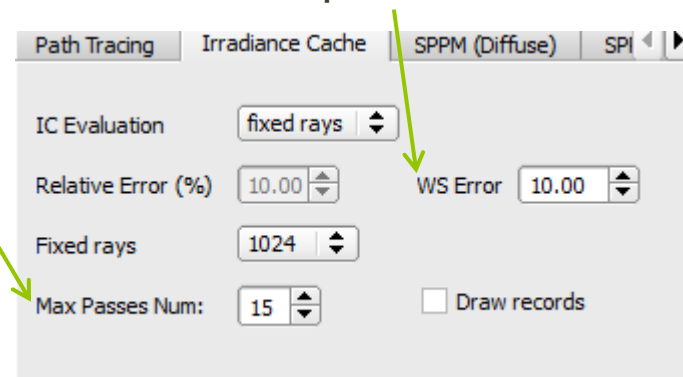 Path Tracing Irradiance Cache SPPM (Diffuse)
IC Evaluation fixed rays
Relative Error (%) 10.00 WS Error 10.00
Fixed rays 1024
Max Passes Num: 15 Draw records